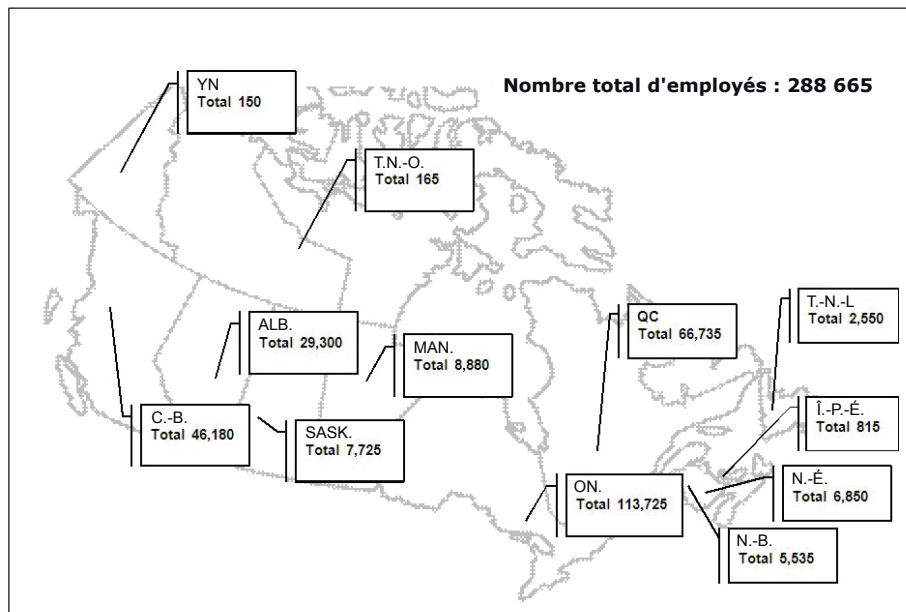 YN
Total 150
Nombre total d'employés : 288 665
T.N.-O.
Total 165
ALB.
Total 29,300
MAN.
Total 8,880
QC
Total 66,735
T.-N.-L
Total 2,550
C.-B.
Total 46,180
SASK.
Total 7,725
Î.-P.-É.
Total 815
ON.
Total 113,725
N.-É.
Total 6,850
N.-B.
Total 5,535